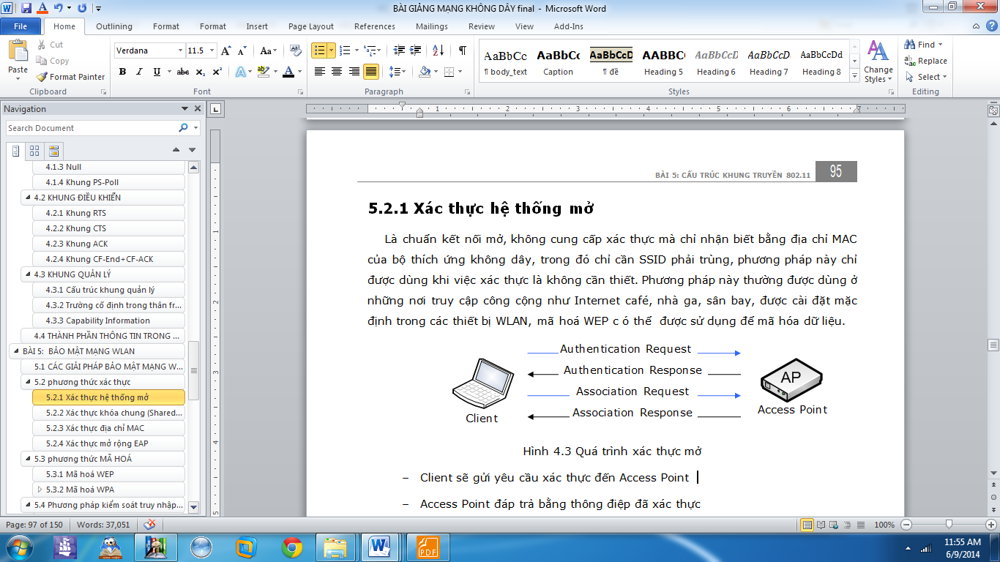 BÀI GIẢNG MẠNG KHÔNG DÂY final - Microsoft Word
File Home Outlining Format Format Insert Page Layout References Mailings Review View Add-Ins
Paste
Cut
Copy
Format Painter
Clipboard
Verdana 11.5
Font
Paragraph
AaBbCc AaBbCc AaBbCcD AABBC AaBbCcD AaBbCcD AaBbCcDd
¶ body_text Caption ¶ đề Heading 5 Heading 6 Heading 7 Heading 8
Styles
Change Styles
Find
Replace
Select
Editing
Navigation
Search Document
4.1.3 Null
4.1.4 Khung PS-Poll
4.2 KHUNG ĐIỀU KHIỂN
4.2.1 Khung RTS
4.2.2 Khung CTS
4.2.3 Khung ACK
4.2.4 Khung CF-End+CF-ACK
4.3 KHUNG QUẢN LÝ
4.3.1 Cấu trúc khung quản lý
4.3.2 Trường cố định trong thân fr...
4.3.3 Capability Information
4.4 THÀNH PHẦN THÔNG TIN TRONG ...
BÀI 5: BẢO MẬT MẠNG WLAN
5.1 CÁC GIẢI PHÁP BẢO MẬT MẠNG W...
5.2 phương thức xác thực
5.2.1 Xác thực hệ thống mở
5.2.2 Xác thực khóa chung (Shared...
5.2.3 Xác thực địa chỉ MAC
5.2.4 Xác thực mở rộng EAP
5.3 phương thức MÃ HOÁ
5.3.1 Mã hoá WEP
5.3.2 Mã hoá WPA
5.4 Phương pháp kiểm soát truy nhập...
1 2 3 4 5 6 7
1
2
3
4
5
BÀI 5: CẤU TRÚC KHUNG TRUYỀN 802.11 95
5.2.1 Xác thực hệ thống mở
Là chuẩn kết nối mở, không cung cấp xác thực mà chỉ nhận biết bằng địa chỉ MAC
của bộ thích ứng không dây, trong đó chỉ cần SSID phải trùng, phương pháp này chỉ
được dùng khi việc xác thực là không cần thiết. Phương pháp này thường được dùng ở
những nơi truy cập công cộng như Internet café, nhà ga, sân bay, được cài đặt mặc
định trong các thiết bị WLAN, mã hoá WEP c ó thể được sử dụng để mã hóa dữ liệu.
Authentication Request
Authentication Response
Association Request
Association Response
Client
AP
Access Point
Hình 4.3 Quá trình xác thực mở
– Client sẽ gửi yêu cầu xác thực đến Access Point
– Access Point đáp trả bằng thông điệp đã xác thực
Page: 97 of 150 Words: 37,051 100%
PDF
11:55 AM
6/9/2014